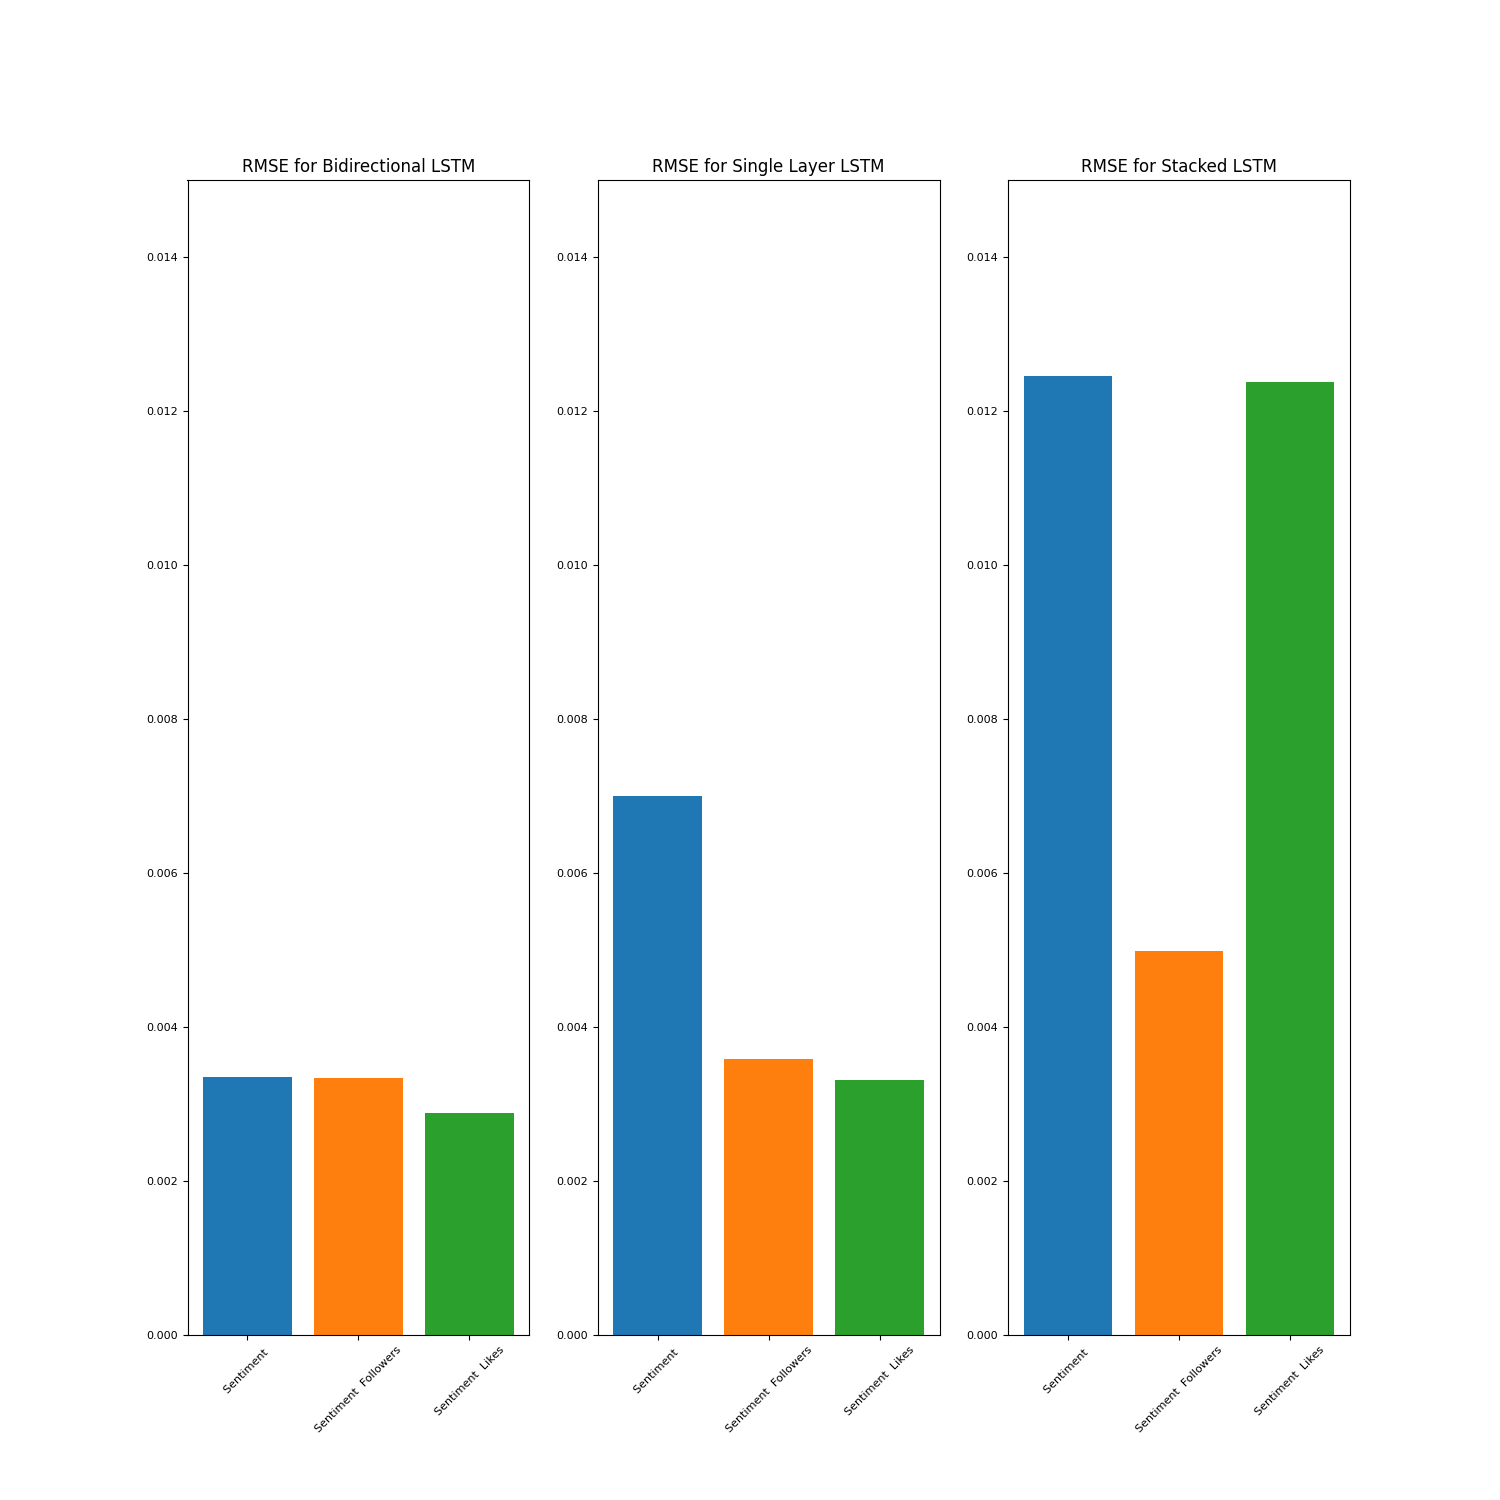 RMSE for Bidirectional LSTM
0.014
0.012
0.010
0.008
0.006
0.004
0.002
0.000
Sentiment
Sentiment  Followers
Sentiment  Likes
RMSE for Single Layer LSTM
0.014
0.012
0.010
0.008
0.006
0.004
0.002
0.000
Sentiment
Sentiment  Followers
Sentiment  Likes
RMSE for Stacked LSTM
0.014
0.012
0.010
0.008
0.006
0.004
0.002
0.000
Sentiment
Sentiment  Followers
Sentiment  Likes